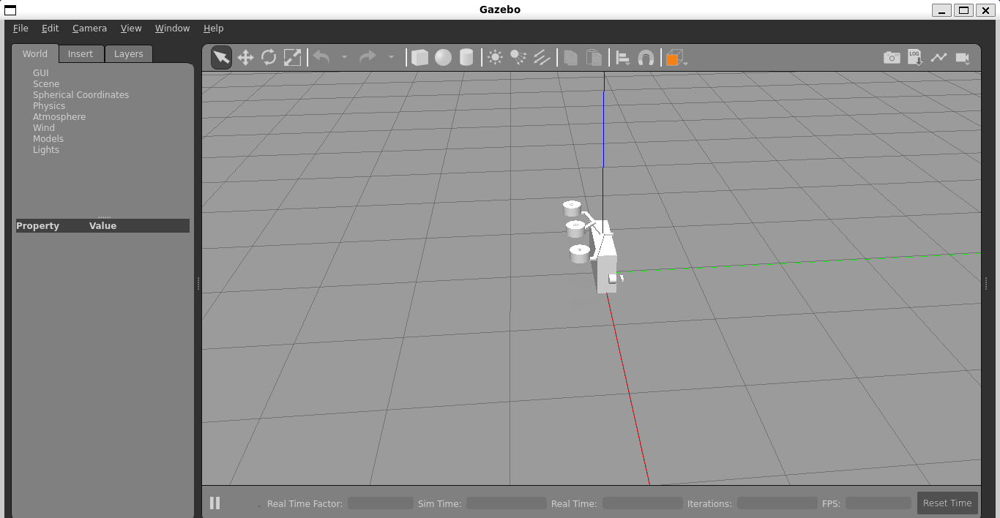 Gazebo
File Edit Camera View Window Help
World Insert Layers
LOG
GUI
Scene
Spherical Coordinates
Physics
Atmosphere
Wind
Models
Lights
Property Value
Real Time Factor: Sim Time: Real Time: Iterations: FPS: Reset Time